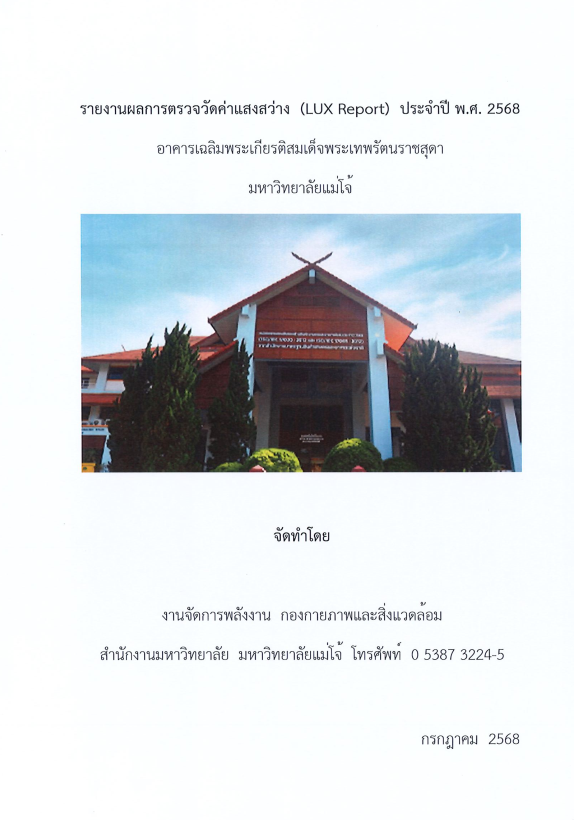 รายงานผลการตรวจวัดค่าแสงสว่าง (LUX Report) ประจำปี พ.ศ. 2568
อาคารเฉลิมพระเกียรติสมเด็จพระเทพรัตนราชสุดา
มหาวิทยาลัยแม่โจ้
จัดทำโดย
งานจัดการพลังงาน กองกายภาพและสิ่งแวดล้อม
สำนักงานมหาวิทยาลัย มหาวิทยาลัยแม่โจ้ โทรศัพท์ 0 5387 3224-5
กรกฎาคม 2568